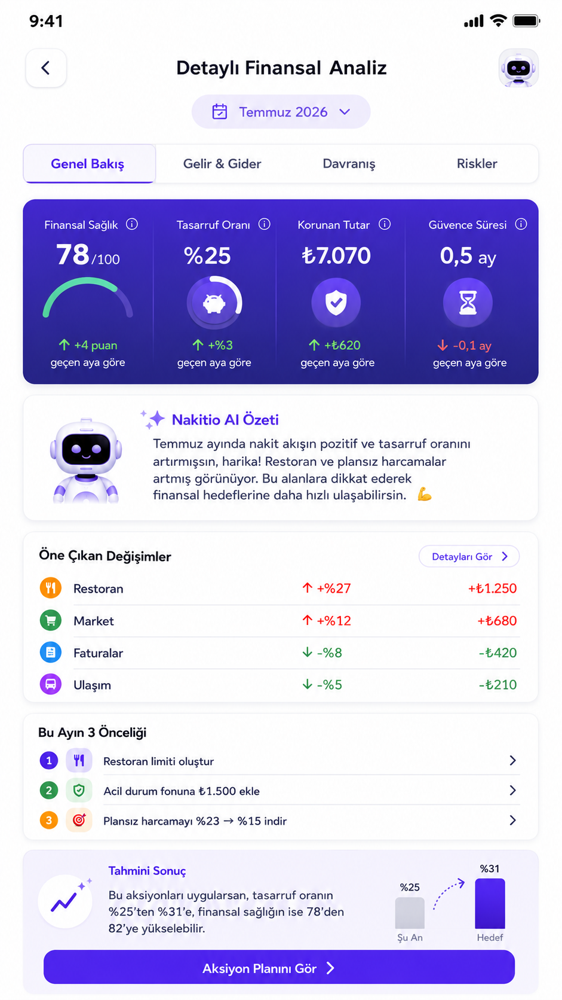 9:41
Detaylı Finansal Analiz
Temmuz 2026
Genel Bakış
Gelir & Gider
Davranış
Riskler
Finansal Sağlık
78/100
+4 puan
geçen aya göre
Tasarruf Oranı
%25
+%3
geçen aya göre
Korunan Tutar
₺7.070
+₺620
geçen aya göre
Güvence Süresi
0,5 ay
-0,1 ay
geçen aya göre
Nakitio AI Özeti
Temmuz ayında nakit akışın pozitif ve tasarruf oranını
artırmışsın, harika! Restoran ve plansız harcamalar
artmış görünüyor. Bu alanlara dikkat ederek
finansal hedeflerine daha hızlı ulaşabilirsin. 💪
Öne Çıkan Değişimler
Detayları Gör
Restoran ↑ +%27 +₺1.250
Market ↑ +%12 +₺680
Faturalar ↓ -%8 -₺420
Ulaşım ↓ -%5 -₺210
Bu Ayın 3 Önceliği
1 Restoran limiti oluştur
2 Acil durum fonuna ₺1.500 ekle
3 Plansız harcamayı %23 → %15 indir
Tahmini Sonuç
Bu aksiyonları uygularsan, tasarruf oranın
%25'ten %31'e, finansal sağlığın ise 78'den
82'ye yükselebilir.
%25
Şu An
%31
Hedef
Aksiyon Planını Gör